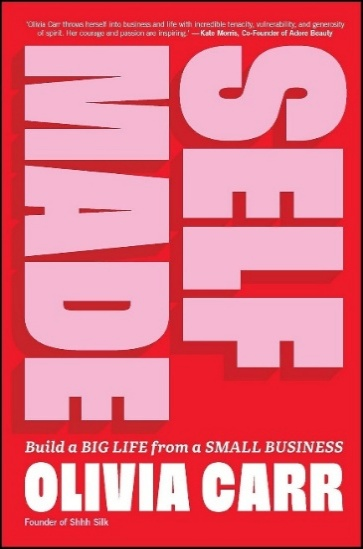 'Olivia Carr throws herself into business and life with incredible tenacity, vulnerability, and generosity
of spirit. Her courage and passion are inspiring.' — Kate Morris, Co-Founder of Adore Beauty
SELF
MADE
Build a BIG LIFE from a SMALL BUSINESS
OLIVIA CARR
Founder of Shhh Silk